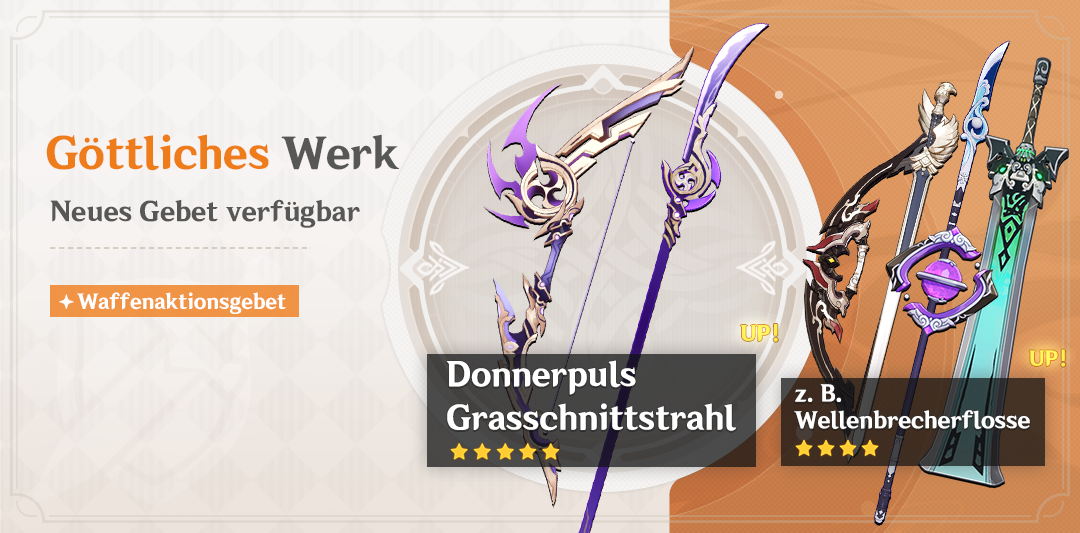 Göttliches Werk
Neues Gebet verfügbar
Waffenaktionsgebet
UP!
Donnerpuls
Grasschnittstrahl
UP!
z. B.
Wellenbrecherflosse